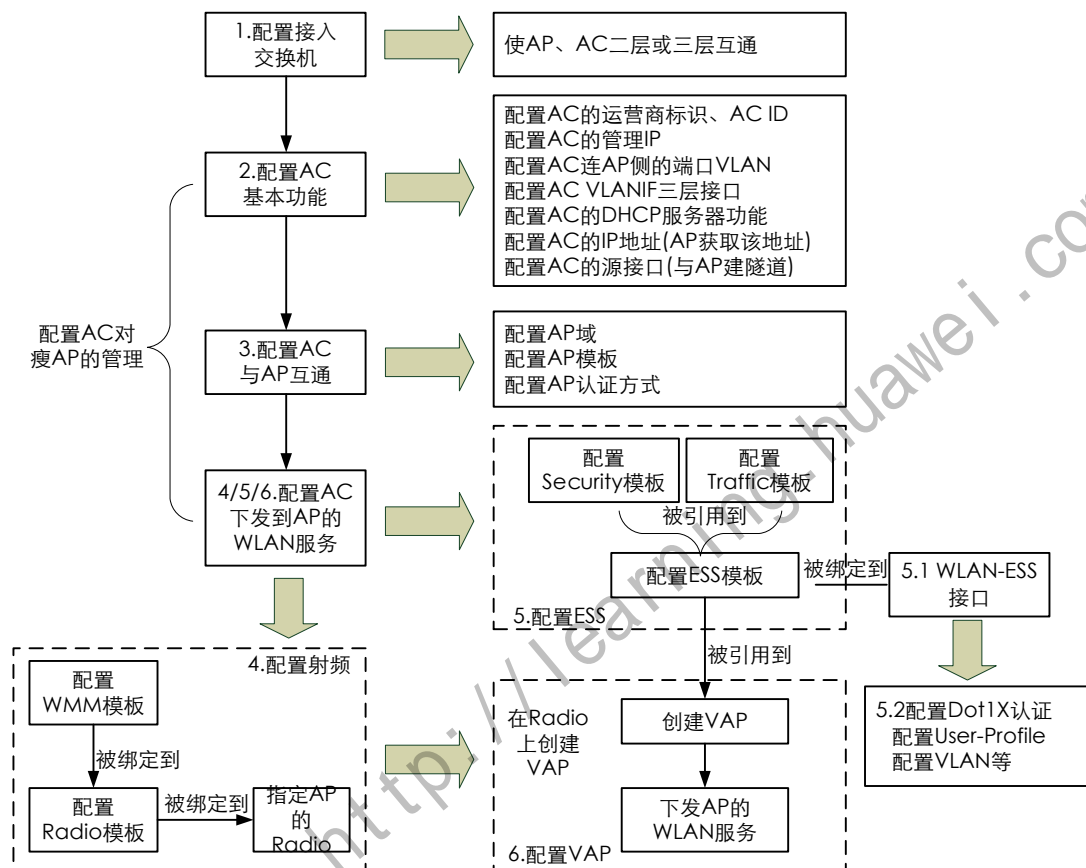 1.配置接入
交换机
使AP、AC二层或三层互通
配置AC的运营商标识、AC ID
配置AC的管理IP
配置AC连AP侧的端口VLAN
配置AC VLANIF三层接口
配置AC的DHCP服务器功能
配置AC的IP地址(AP获取该地址)
配置AC的源接口(与AP建隧道)
2.配置AC
基本功能
配置AC对
瘦AP的管理
3.配置AC
与AP互通
配置AP域
配置AP模板
配置AP认证方式
4/5/6.配置AC
下发到AP的
WLAN服务
配置
Security模板
配置
Traffic模板
被引用到
配置ESS模板
5.配置ESS
被绑定到
5.1 WLAN-ESS
接口
被引用到
5.2配置Dot1X认证
配置User-Profile
配置VLAN等
4.配置射频
配置
WMM模板
被绑定到
配置
Radio模板
被绑定到
指定AP
的
Radio
在Radio
上创建
VAP
创建VAP
下发AP的
WLAN服务
6.配置VAP
http://learning.huawei.com